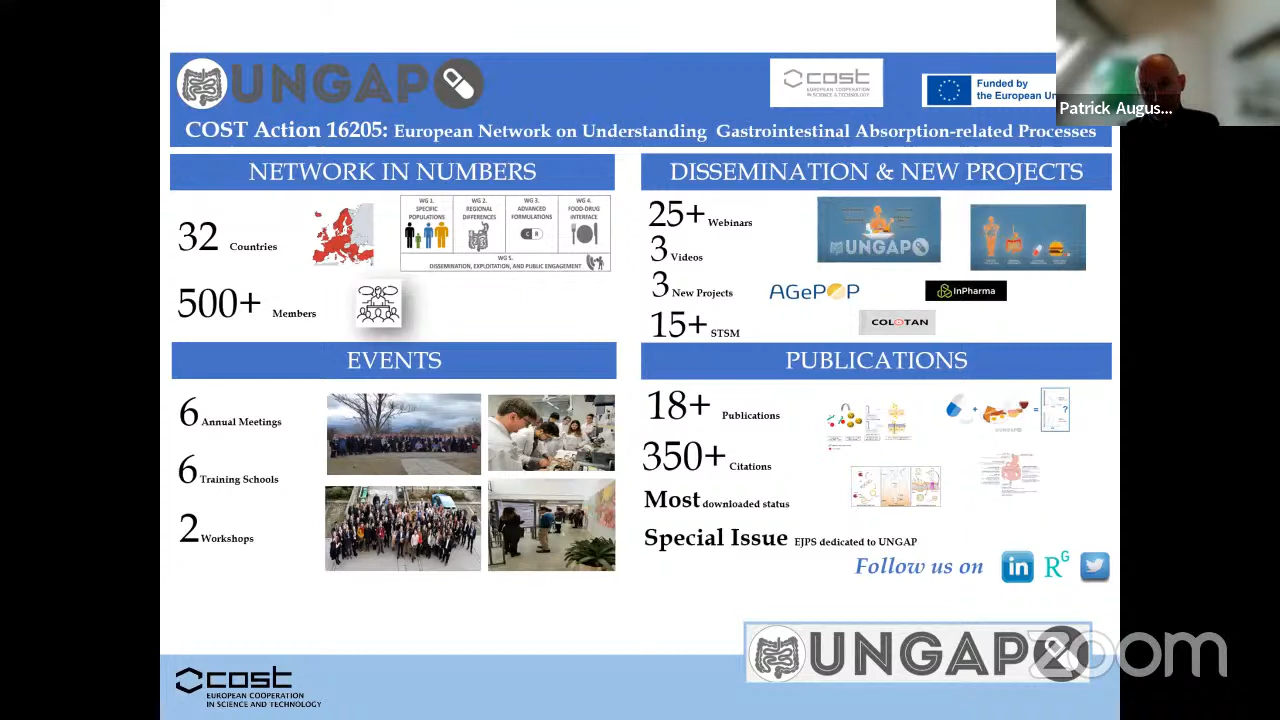 UNGAP
cost
EUROPEAN COOPERATION
IN SCIENCE & TECHNOLOGY
Funded by
the European Un
Patrick Augus...
COST Action 16205: European Network on Understanding Gastrointestinal Absorption-related Processes
NETWORK IN NUMBERS
32 Countries
WG 1.
SPECIFIC
POPULATIONS
WG 2.
REGIONAL
DIFFERENCES
WG 3.
ADVANCED
FORMULATIONS
C R
WG 4.
FOOD-DRUG
INTERFACE
WG 5.
DISSEMINATION, EXPLOITATION, AND PUBLIC ENGAGEMENT
500+ Members
DISSEMINATION & NEW PROJECTS
25+ Webinars
3 Videos
UNGAP
3 New Projects
AGePOP
InPharma
15+ STSM
COLOTAN
EVENTS
6 Annual Meetings
6 Training Schools
2 Workshops
PUBLICATIONS
18+ Publications
+ = ?
UNGAP
350+ Citations
Most downloaded status
Special Issue EJPS dedicated to UNGAP
Follow us on
in
RG
UNGAP
zoom
cost
EUROPEAN COOPERATION
IN SCIENCE AND TECHNOLOGY